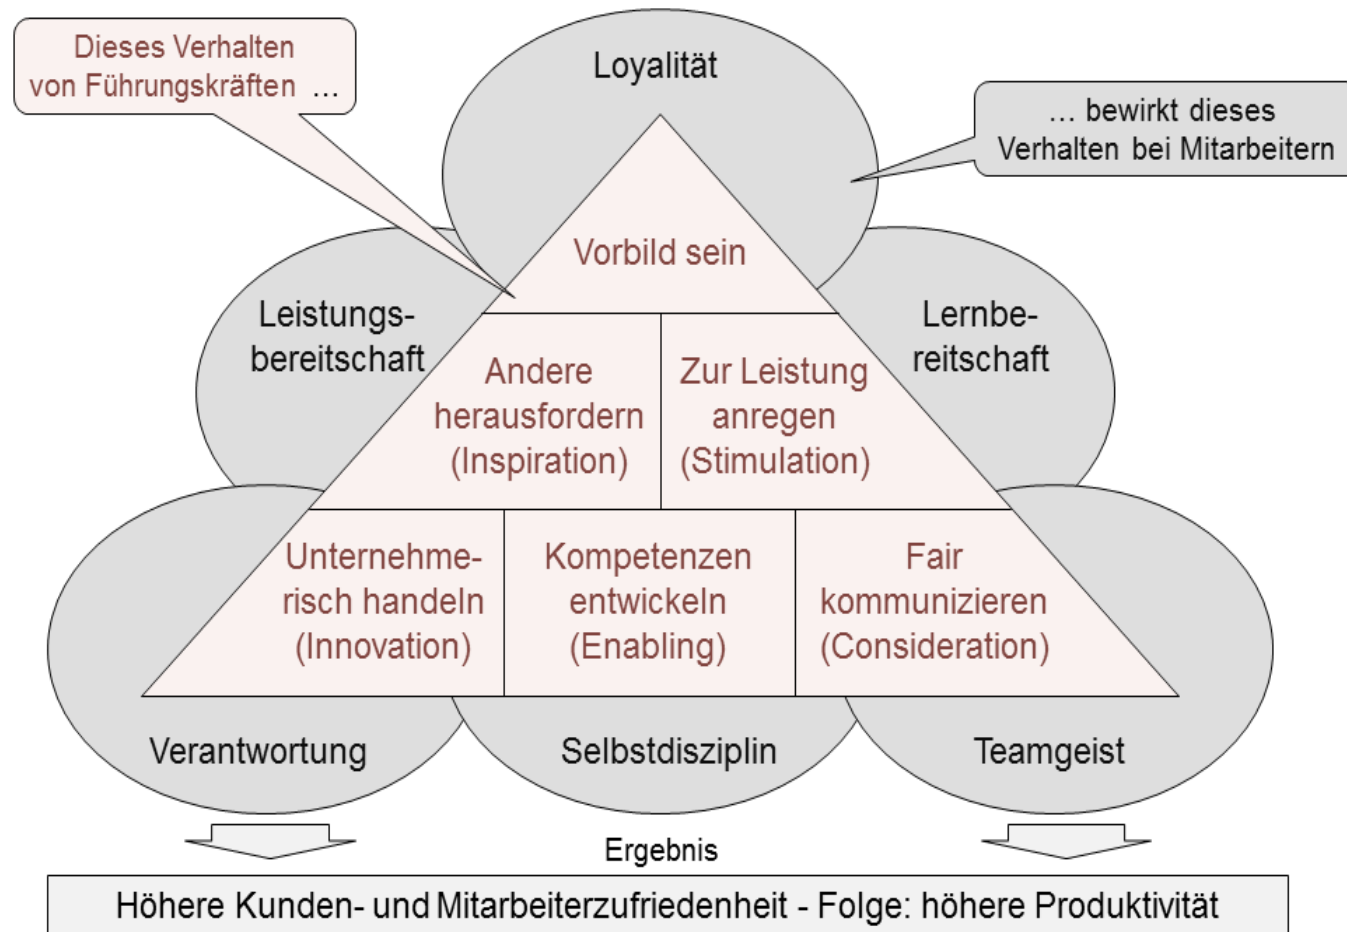 Dieses Verhalten
von Führungskräften …
Loyalität
… bewirkt dieses
Verhalten bei Mitarbeitern
Vorbild sein
Leistungs-
bereitschaft
Lernbe-
reitschaft
Andere
herausfordern
(Inspiration)
Zur Leistung
anregen
(Stimulation)
Unternehme-
risch handeln
(Innovation)
Kompetenzen
entwickeln
(Enabling)
Fair
kommunizieren
(Consideration)
Verantwortung
Selbstdisziplin
Teamgeist
Ergebnis
Höhere Kunden- und Mitarbeiterzufriedenheit - Folge: höhere Produktivität